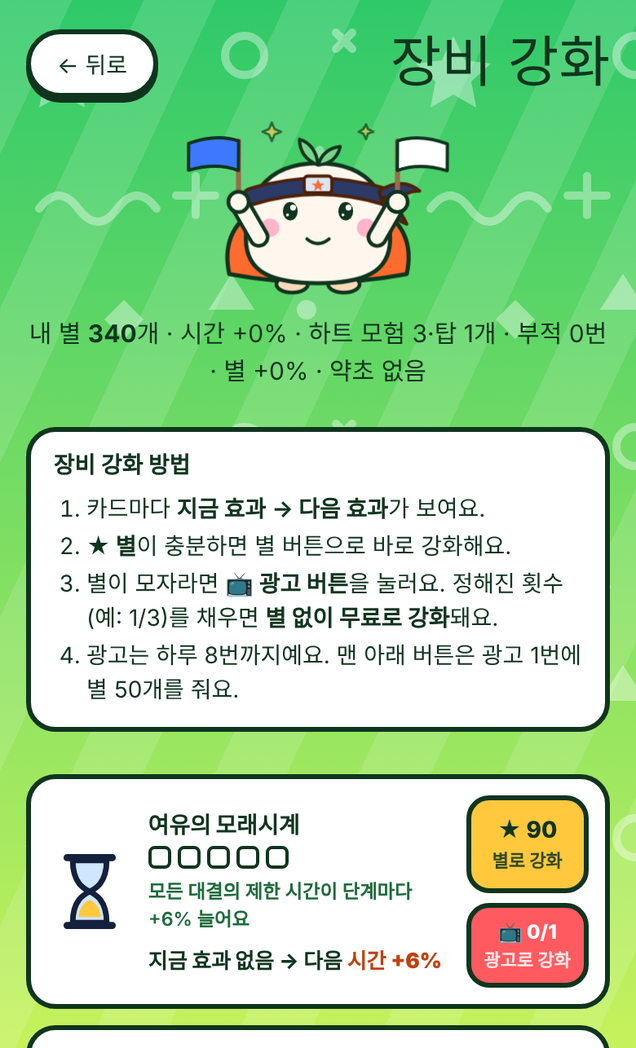 ← 뒤로
장비 강화
내 별 340개 · 시간 +0% · 하트 모험 3·탑 1개 · 부적 0번
· 별 +0% · 약초 없음
장비 강화 방법
1. 카드마다 지금 효과 → 다음 효과가 보여요.
2. ★ 별이 충분하면 별 버튼으로 바로 강화해요.
3. 별이 모자라면 📺 광고 버튼을 눌러요. 정해진 횟수
(예: 1/3)를 채우면 별 없이 무료로 강화돼요.
4. 광고는 하루 8번까지예요. 맨 아래 버튼은 광고 1번에
별 50개를 줘요.
여유의 모래시계
모든 대결의 제한 시간이 단계마다
+6% 늘어요
지금 효과 없음 → 다음 시간 +6%
★ 90
별로 강화
📺 0/1
광고로 강화